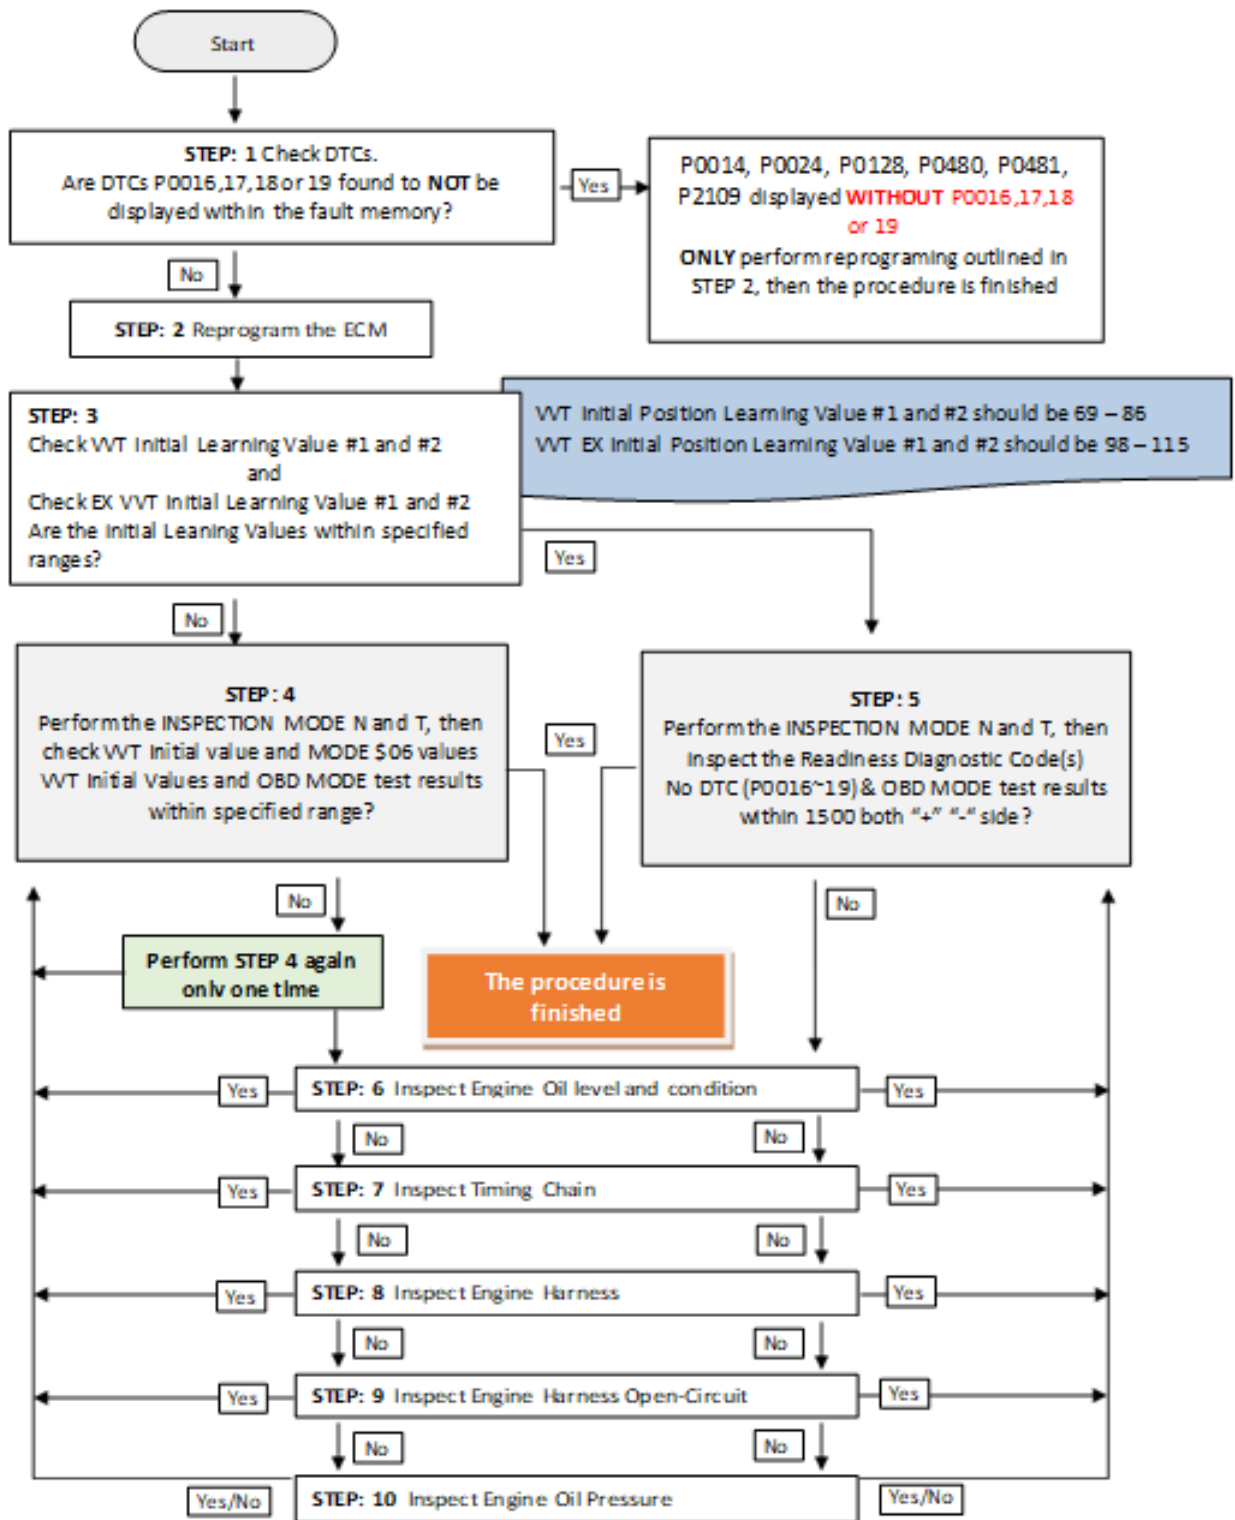 Start
STEP: 1 Check DTCs.
Are DTCs P0016,17,18 or 19 found to NOT be
displayed within the fault memory?
Yes
P0014, P0024, P0128, P0480, P0481,
P2109 displayed WITHOUT P0016,17,18
or 19
ONLY perform reprograming outlined in
STEP 2, then the procedure is finished
No
STEP: 2 Reprogram the ECM
STEP: 3
Check VVT Initial Learning Value #1 and #2
and
Check EX VVT Initial Learning Value #1 and #2
Are the Initial Leaning Values within specified
ranges?
VVT Initial Position Learning Value #1 and #2 should be 69 – 86
VVT EX Initial Position Learning Value #1 and #2 should be 98 – 115
Yes
No
STEP: 4
Perform the INSPECTION MODE N and T, then
check VVT Initial value and MODE $06 values
VVT Initial Values and OBD MODE test results
within specified range?
Yes
STEP: 5
Perform the INSPECTION MODE N and T, then
Inspect the Readiness Diagnostic Code(s)
No DTC (P0016~19) & OBD MODE test results
within 1500 both "+" "-" side?
No
No
Perform STEP 4 again
only one time
The procedure is
finished
Yes
STEP: 6 Inspect Engine Oil level and condition
Yes
No
No
Yes
STEP: 7 Inspect Timing Chain
Yes
No
No
Yes
STEP: 8 Inspect Engine Harness
Yes
No
No
Yes
STEP: 9 Inspect Engine Harness Open-Circuit
Yes
No
No
Yes/No
STEP: 10 Inspect Engine Oil Pressure
Yes/No